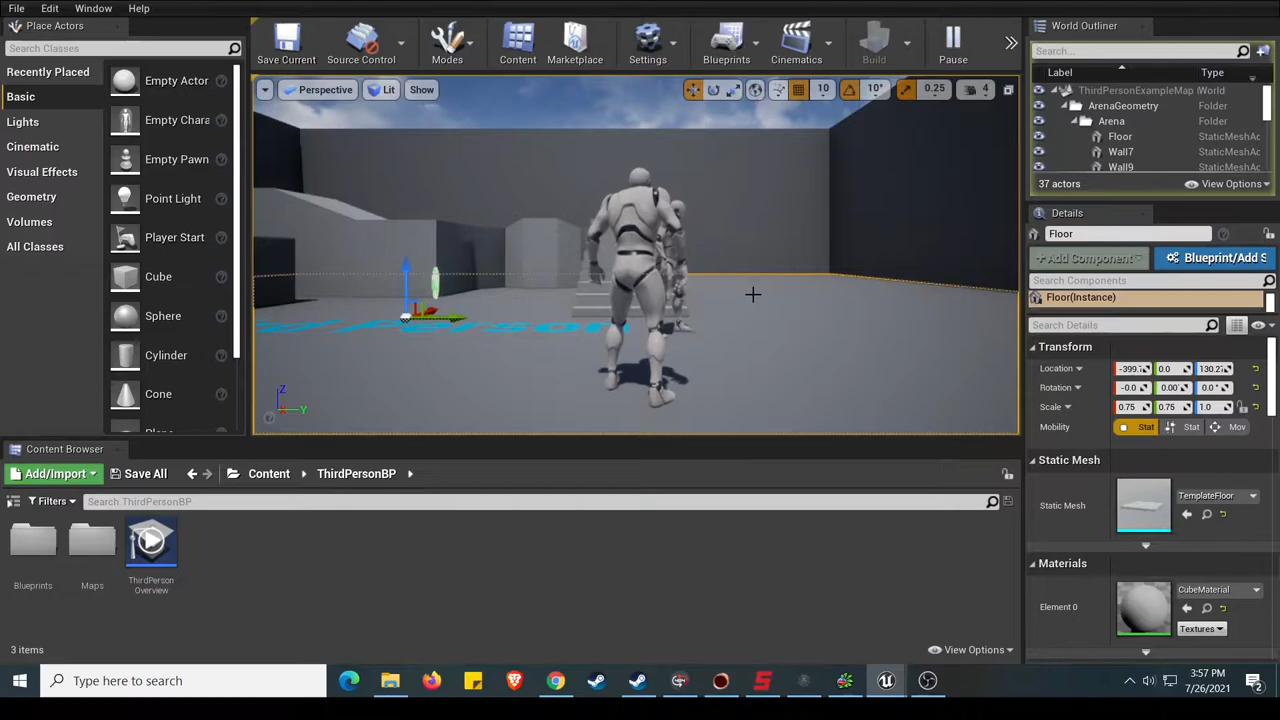 File Edit Window Help
Place Actors
Search Classes
Recently Placed
Basic
Lights
Cinematic
Visual Effects
Geometry
Volumes
All Classes
Empty Actor
Empty Chara
Empty Pawn
Point Light
Player Start
Cube
Sphere
Cylinder
Cone
Save Current
Source Control
Modes
Content
Marketplace
Settings
Blueprints
Cinematics
Build
Pause
Perspective
Lit
Show
10
10°
0.25
4
Person
Z
X
Y
World Outliner
Search...
Label
Type
ThirdPersonExampleMap
World
ArenaGeometry
Folder
Arena
Folder
Floor
StaticMeshAc
Wall7
StaticMeshAc
Wall9
StaticMeshAc
37 actors
View Options
Details
Floor
+ Add Component
Blueprint/Add S
Search Components
Floor(Instance)
Search Details
Transform
Location
0.0
Rotation
-0.0
0.00
0.0 °
Scale
0.75
0.75
1.0
Mobility
Stat
Stat
Mov
Static Mesh
Static Mesh
TemplateFloor
Materials
Element 0
CubeMaterial
Textures
Content Browser
Add/Import
Save All
Content
ThirdPersonBP
Filters
Search ThirdPersonBP
Blueprints
Maps
ThirdPerson
Overview
3 items
View Options
Type here to search
3:57 PM
7/26/2021
2